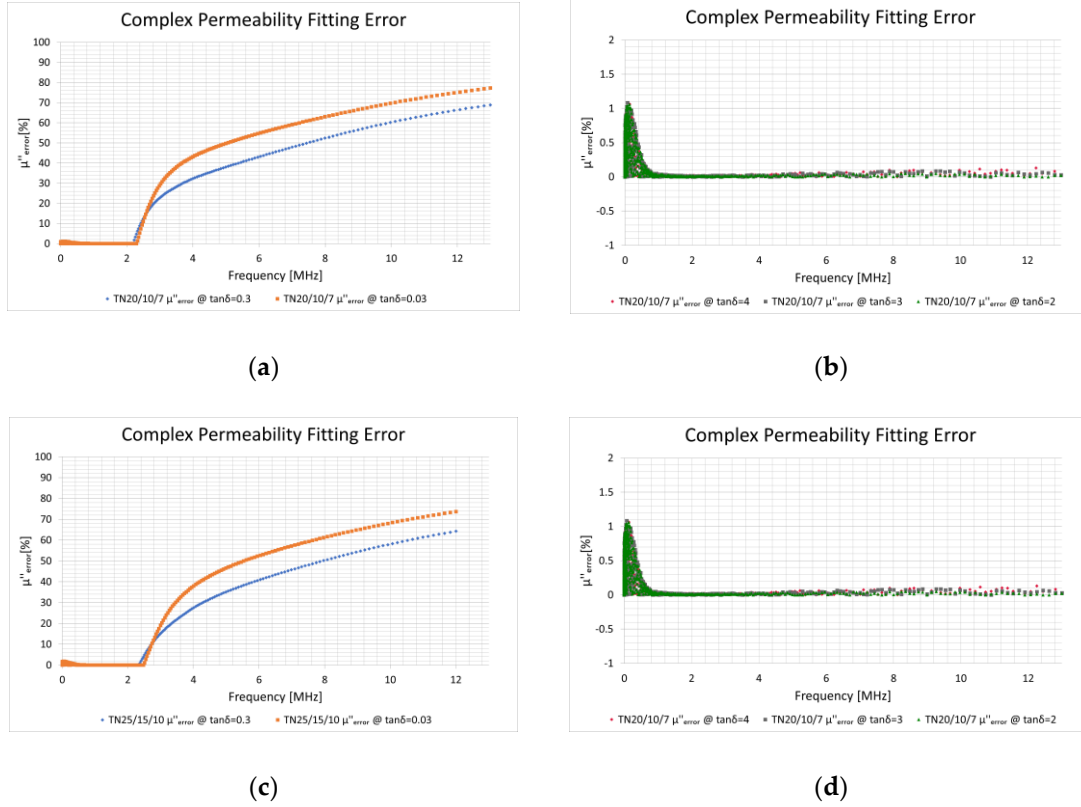 Complex Permeability Fitting Error
100
90
80
70
60
50
40
30
20
10
0
μ"error[%]
0 2 4 6 8 10 12
Frequency [MHz]
TN20/10/7 μ"error @ tanδ=0.3 TN20/10/7 μ"error @ tanδ=0.03
(a)
Complex Permeability Fitting Error
2
1.5
1
0.5
0
-0.5
-1
μ"error[%]
0 2 4 6 8 10 12
Frequency [MHz]
TN20/10/7 μ"error @ tanδ=4 TN20/10/7 μ"error @ tanδ=3 TN20/10/7 μ"error @ tanδ=2
(b)
Complex Permeability Fitting Error
100
90
80
70
60
50
40
30
20
10
0
μ"error[%]
0 2 4 6 8 10 12
Frequency [MHz]
TN25/15/10 μ"error @ tanδ=0.3 TN25/15/10 μ"error @ tanδ=0.03
(c)
Complex Permeability Fitting Error
2
1.5
1
0.5
0
-0.5
-1
μ"error[%]
0 2 4 6 8 10 12
Frequency [MHz]
TN20/10/7 μ"error @ tanδ=4 TN20/10/7 μ"error @ tanδ=3 TN20/10/7 μ"error @ tanδ=2
(d)